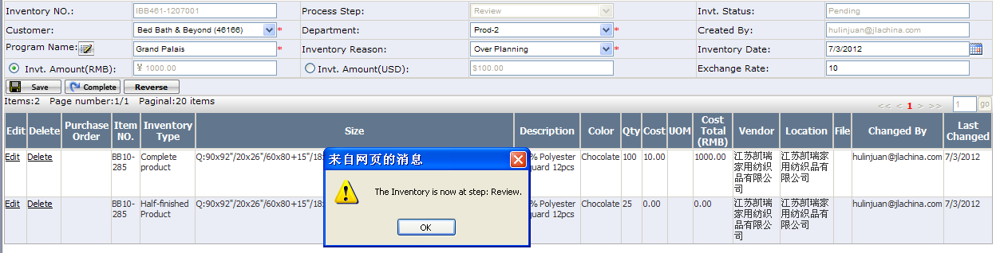 Inventory NO.: IBB461-1207001 Process Step: Review Invt. Status: Pending
Customer: Bed Bath & Beyond (46166) * Department: Prod-2 * Created By: hulinjuan@jlachina.com
Program Name: Grand Palais * Inventory Reason: Over Planning * Inventory Date: 7/3/2012
Invt. Amount(RMB): ¥ 1000.00 Invt. Amount(USD): $100.00 Exchange Rate: 10
Save Complete Reverse
Items:2 Page number:1/1 Paginal:20 items << < 1 > >> 1 go
Edit Delete Purchase Order Item NO. Inventory Type Size Description Color Qty Cost UOM Cost Total (RMB) Vendor Location File Changed By Last Changed
Edit Delete BB10-285 Complete product Q:90x92"/20x26"/60x80+15"/18 % Polyester uard 12pcs Chocolate 100 10.00 1000.00 江苏凯瑞家用纺织品有限公司 江苏凯瑞家用纺织品有限公司 hulinjuan@jlachina.com 7/3/2012
Edit Delete BB10-285 Half-finished Product Q:90x92"/20x26"/60x80+15"/18 % Polyester uard 12pcs Chocolate 25 0.00 0.00 江苏凯瑞家用纺织品有限公司 江苏凯瑞家用纺织品有限公司 hulinjuan@jlachina.com 7/3/2012
来自网页的消息
The Inventory is now at step: Review.
OK